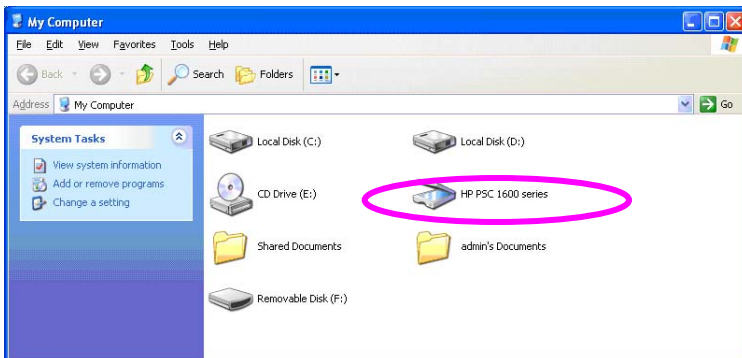 My Computer
File Edit View Favorites Tools Help
Back Search Folders
Address My Computer Go
System Tasks
View system information
Add or remove programs
Change a setting
Local Disk (C:) Local Disk (D:)
CD Drive (E:) HP PSC 1600 series
Shared Documents admin's Documents
Removable Disk (F:)